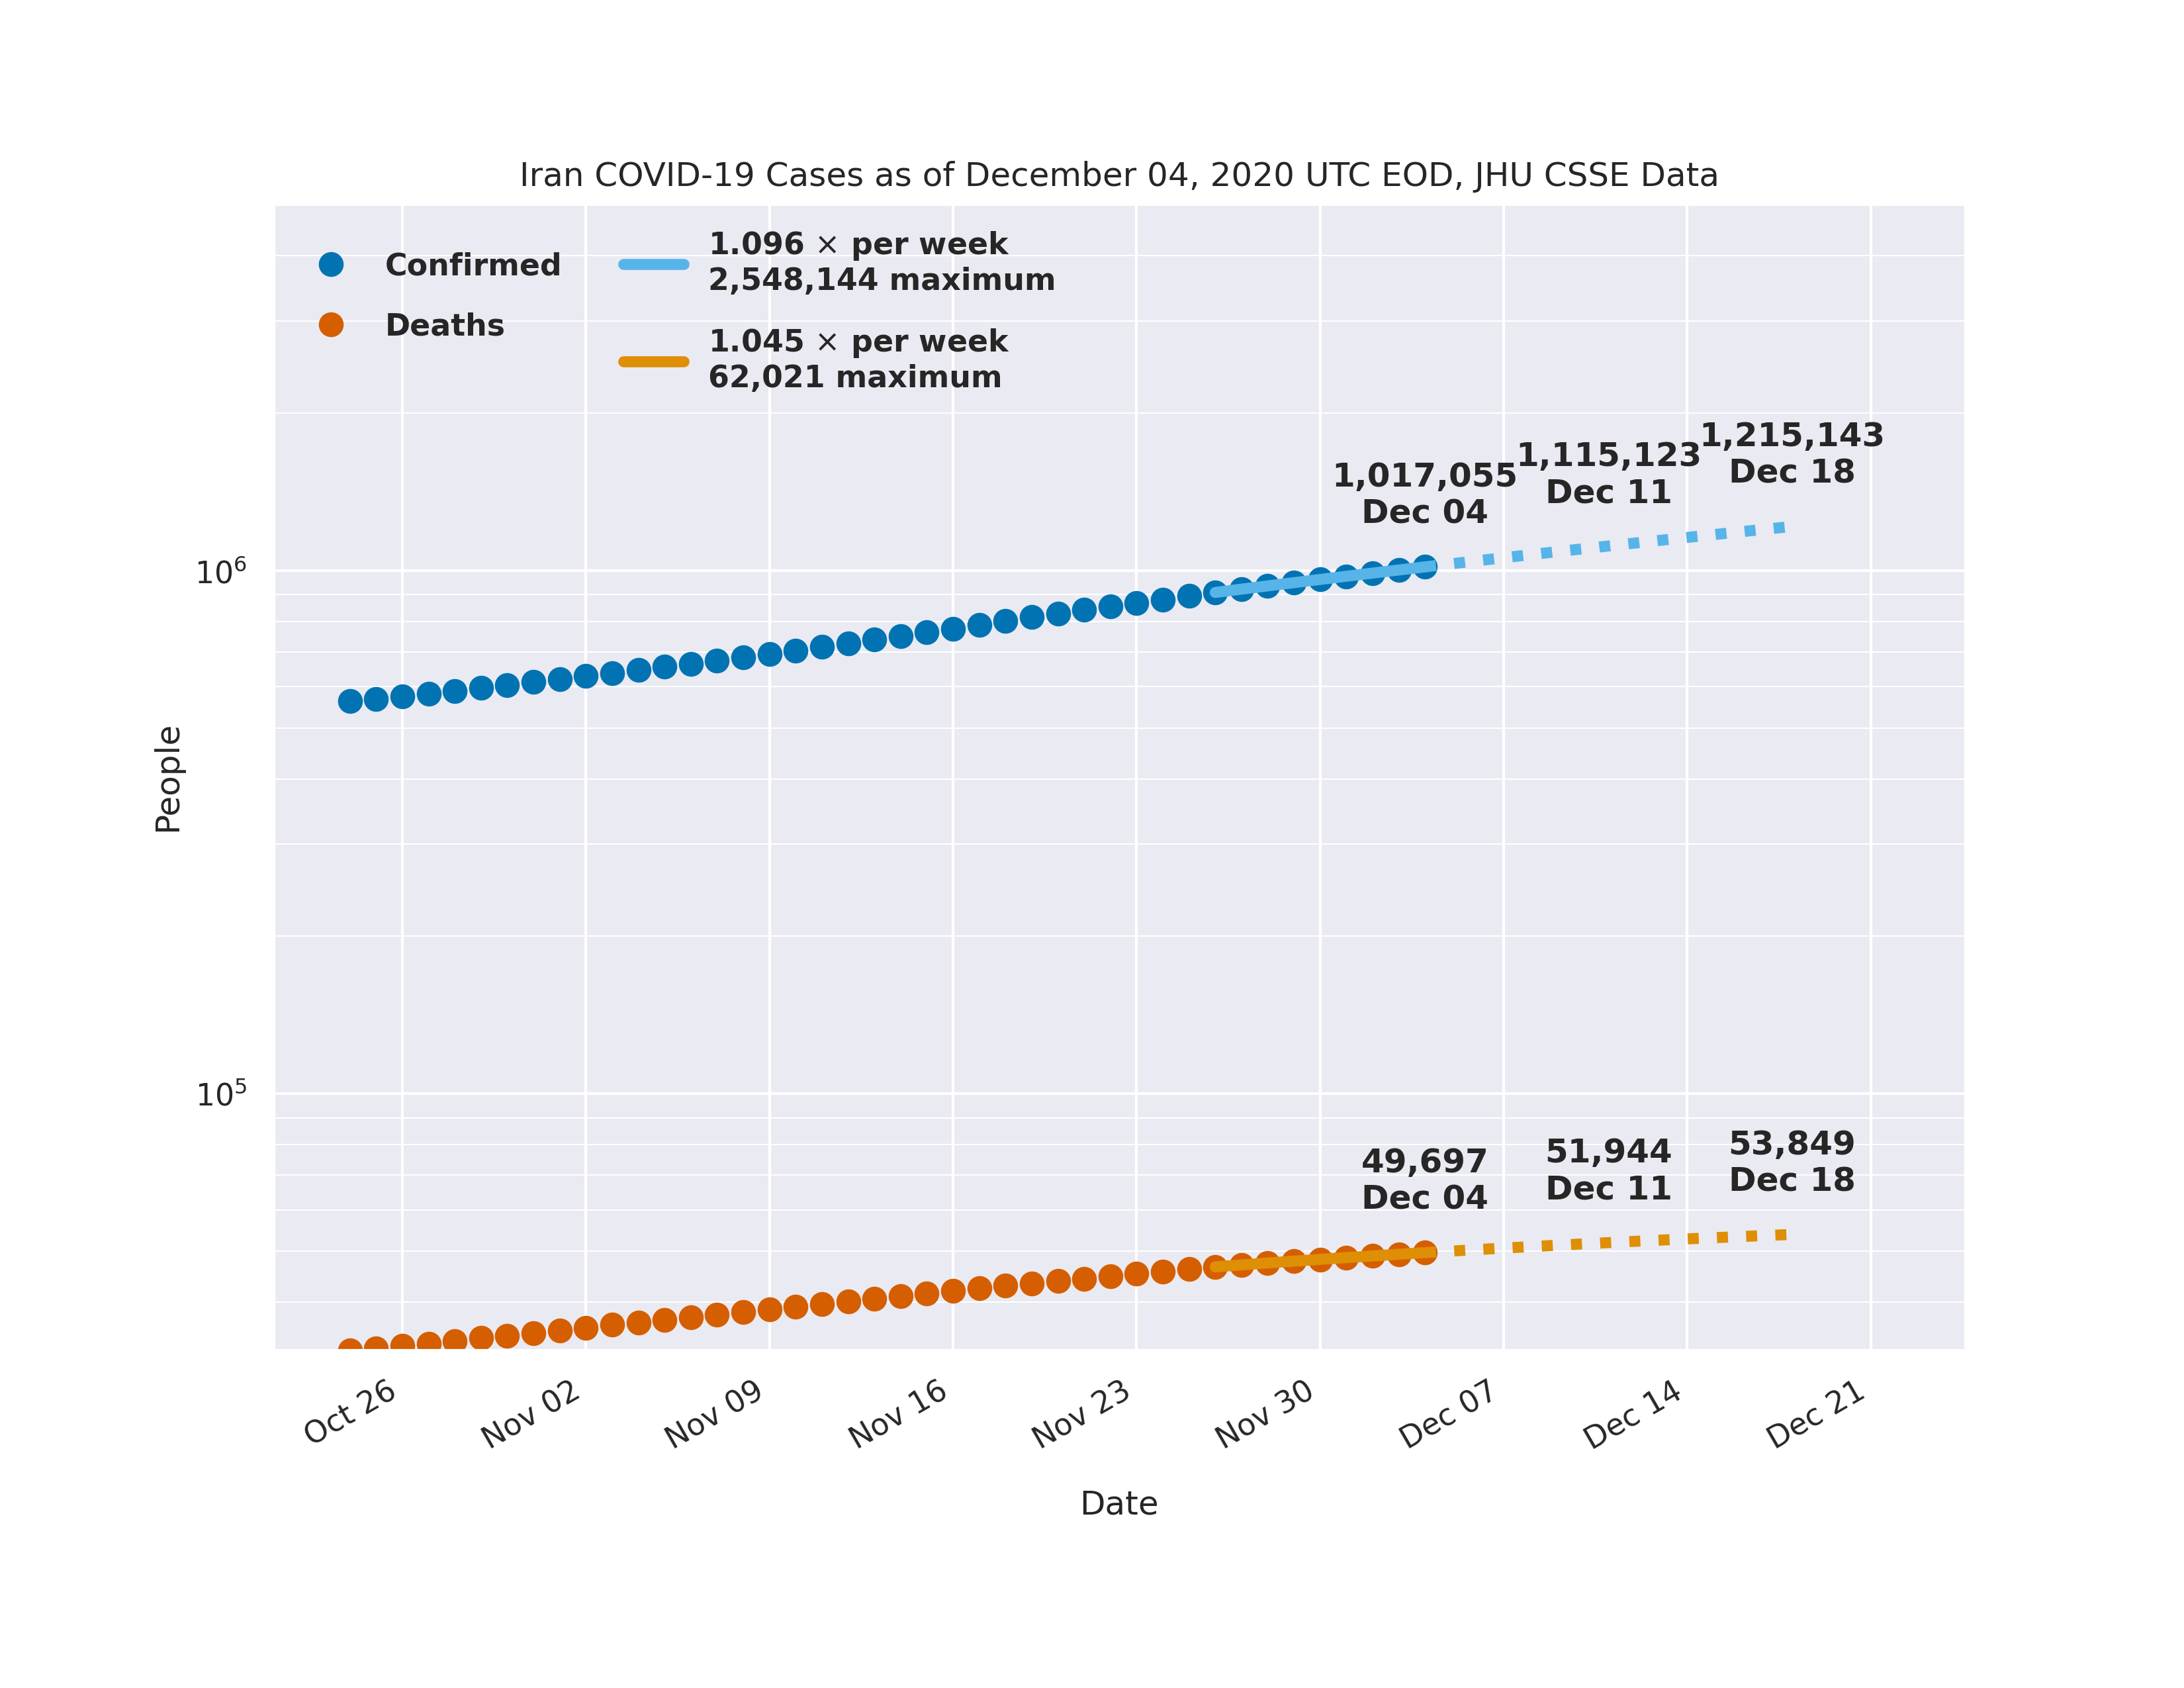 Iran COVID-19 Cases as of December 04, 2020 UTC EOD, JHU CSSE Data
Confirmed
Deaths
1.096 × per week
2,548,144 maximum
1.045 × per week
62,021 maximum
1,017,055
Dec 04
1,115,123
Dec 11
1,215,143
Dec 18
10⁶
People
10⁵
49,697
Dec 04
51,944
Dec 11
53,849
Dec 18
Oct 26
Nov 02
Nov 09
Nov 16
Nov 23
Nov 30
Dec 07
Dec 14
Dec 21
Date